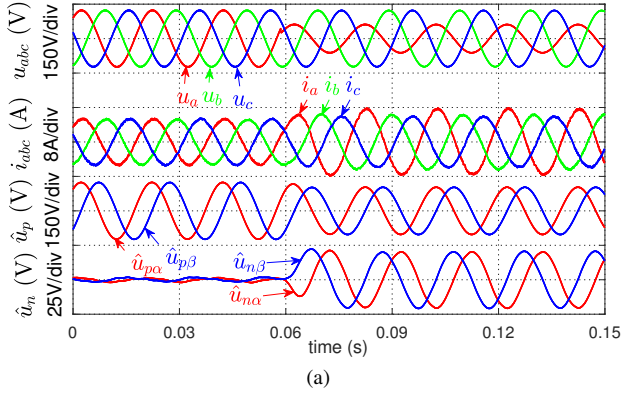 u_abc (V)
150V/div
u_a u_b u_c
i_abc (A)
8A/div
i_a i_b i_c
û_p (V)
150V/div
û_pα û_pβ
û_n (V)
25V/div
û_nβ
û_nα
0 0.03 0.06 0.09 0.12 0.15
time (s)
(a)